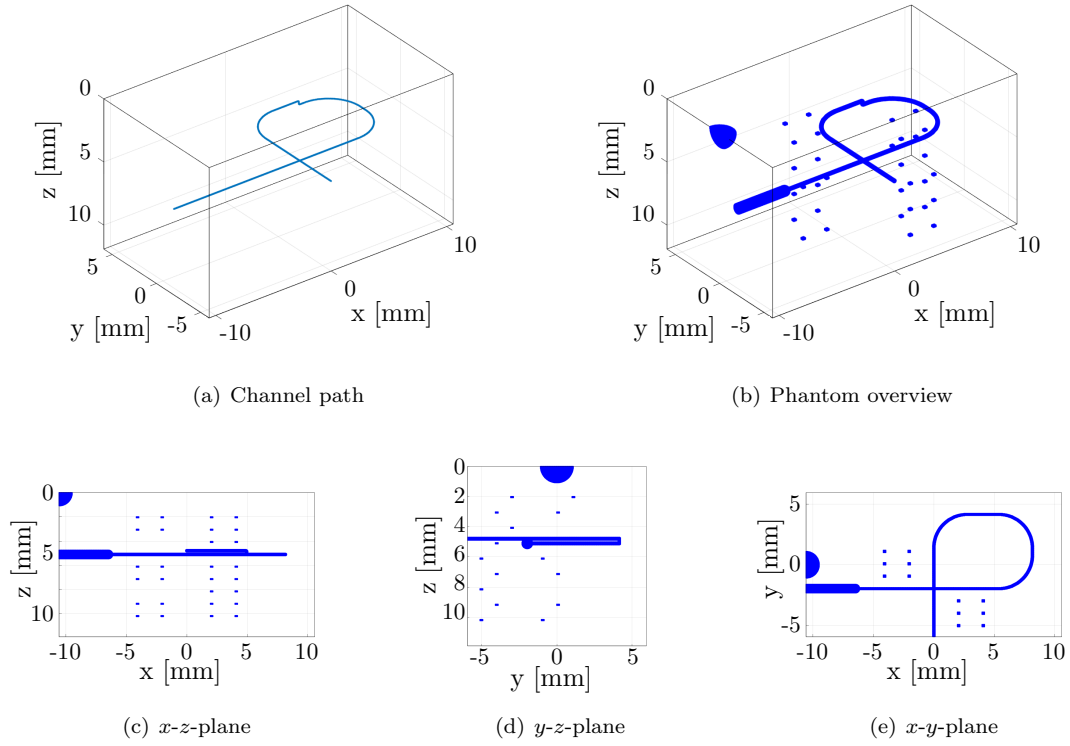 0
5
10
z [mm]
5
0
-5
y [mm]
-10
0
10
x [mm]
(a) Channel path
0
5
10
z [mm]
5
0
-5
y [mm]
-10
0
10
x [mm]
(b) Phantom overview
0
5
10
z [mm]
-10 -5 0 5 10
x [mm]
(c) x-z-plane
0
2
4
6
8
10
z [mm]
-5 0 5
y [mm]
(d) y-z-plane
5
0
-5
y [mm]
-10 -5 0 5 10
x [mm]
(e) x-y-plane